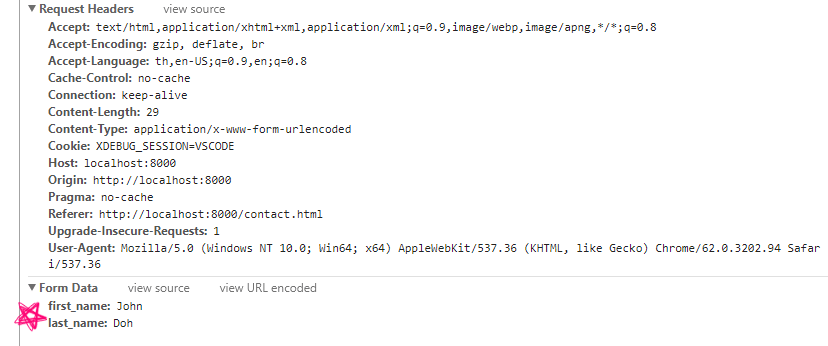 Request Headers view source
Accept: text/html,application/xhtml+xml,application/xml;q=0.9,image/webp,image/apng,*/*;q=0.8
Accept-Encoding: gzip, deflate, br
Accept-Language: th,en-US;q=0.9,en;q=0.8
Cache-Control: no-cache
Connection: keep-alive
Content-Length: 29
Content-Type: application/x-www-form-urlencoded
Cookie: XDEBUG_SESSION=VSCODE
Host: localhost:8000
Origin: http://localhost:8000
Pragma: no-cache
Referer: http://localhost:8000/contact.html
Upgrade-Insecure-Requests: 1
User-Agent: Mozilla/5.0 (Windows NT 10.0; Win64; x64) AppleWebKit/537.36 (KHTML, like Gecko) Chrome/62.0.3202.94 Safar
i/537.36
Form Data view source view URL encoded
first_name: John
last_name: Doh